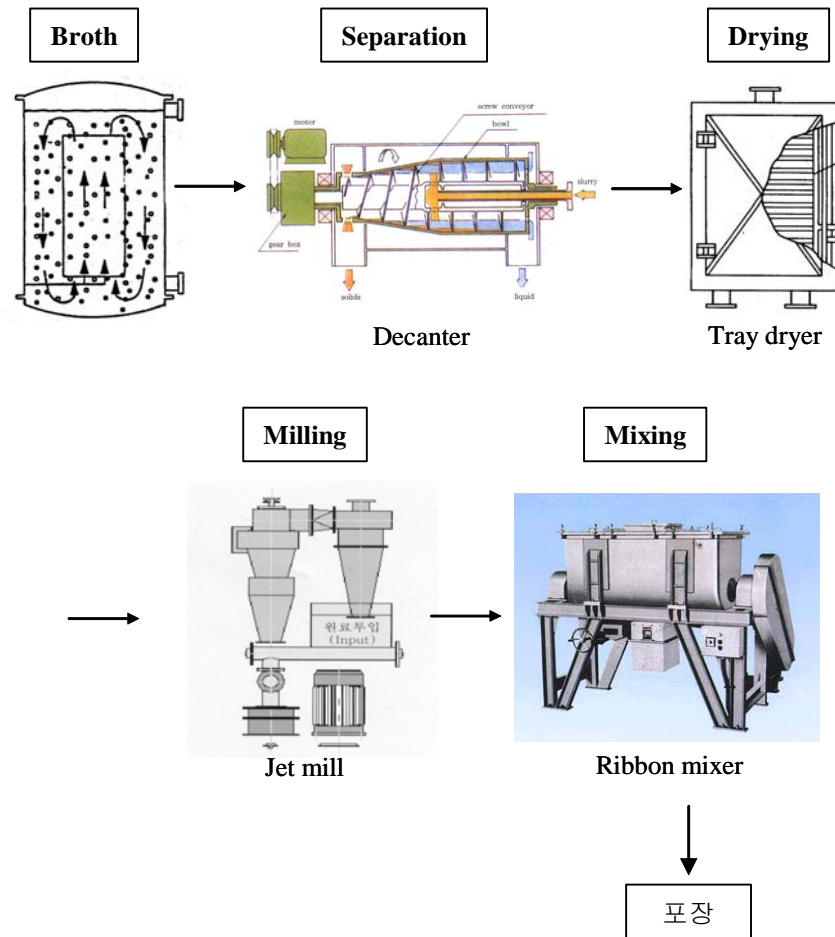 Broth
Separation
Drying
screw conveyor
bowl
motor
slurry
gear box
solids
liquid
Decanter
Tray dryer
Milling
Mixing
원료투입
(Input)
Jet mill
Ribbon mixer
포장